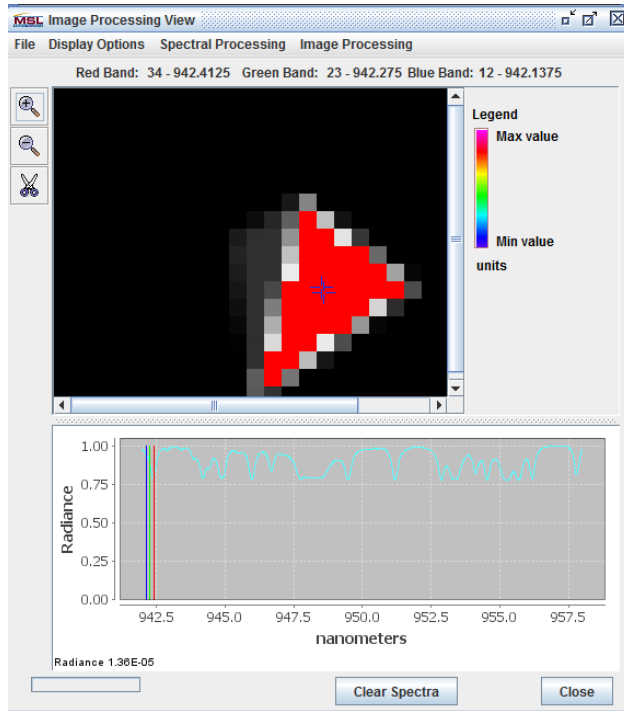 MSL Image Processing View
File Display Options Spectral Processing Image Processing
Red Band: 34 - 942.4125 Green Band: 23 - 942.275 Blue Band: 12 - 942.1375
Legend
Max value
Min value
units
1.00
0.75
0.50
0.25
0.00
Radiance
942.5 945.0 947.5 950.0 952.5 955.0 957.5
nanometers
Radiance 1.36E-05
Clear Spectra Close